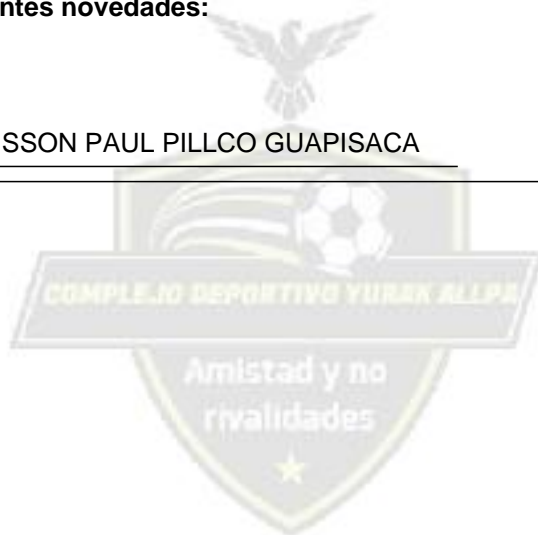 ntes novedades:
SSON PAUL PILLCO GUAPISACA
COMPLEJO DEPORTIVO YURAK ALLPA
Amistad y no
rivalidades